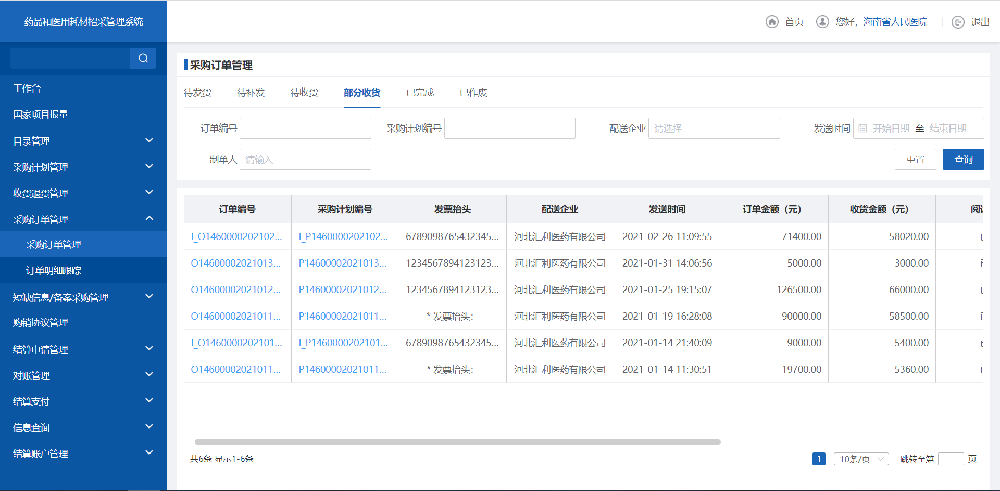 药品和医用耗材招采管理系统
首页
您好，海南省人民医院
退出
工作台
国家项目报量
目录管理
采购计划管理
收货退货管理
采购订单管理
采购订单管理
订单明细跟踪
短缺信息/备案采购管理
购销协议管理
结算申请管理
对账管理
结算支付
信息查询
结算账户管理
采购订单管理
待发货 待补发 待收货 部分收货 已完成 已作废
订单编号 采购计划编号 配送企业 请选择 发送时间 开始日期 至 结束日期
制单人 请输入 重置 查询
订单编号 采购计划编号 发票抬头 配送企业 发送时间 订单金额（元） 收货金额（元）
I_O1460000202102... I_P1460000202102... 6789098765432345... 河北汇利医药有限公司 2021-02-26 11:09:55 71400.00 58020.00
O14600002021013... P14600002021013... 1234567894123123... 河北汇利医药有限公司 2021-01-31 14:06:56 5000.00 3000.00
O14600002021012... P14600002021012... 1234567894123123... 河北汇利医药有限公司 2021-01-25 19:15:07 126500.00 66000.00
O14600002021011... P14600002021011... * 发票抬头： 河北汇利医药有限公司 2021-01-19 16:28:08 90000.00 58500.00
I_O1460000202101... I_P1460000202101... 6789098765432345... 河北汇利医药有限公司 2021-01-14 21:40:09 9000.00 5400.00
O14600002021011... P14600002021011... * 发票抬头： 河北汇利医药有限公司 2021-01-14 11:30:51 19700.00 5360.00
共6条 显示1-6条 1 10条/页 跳转至第 页